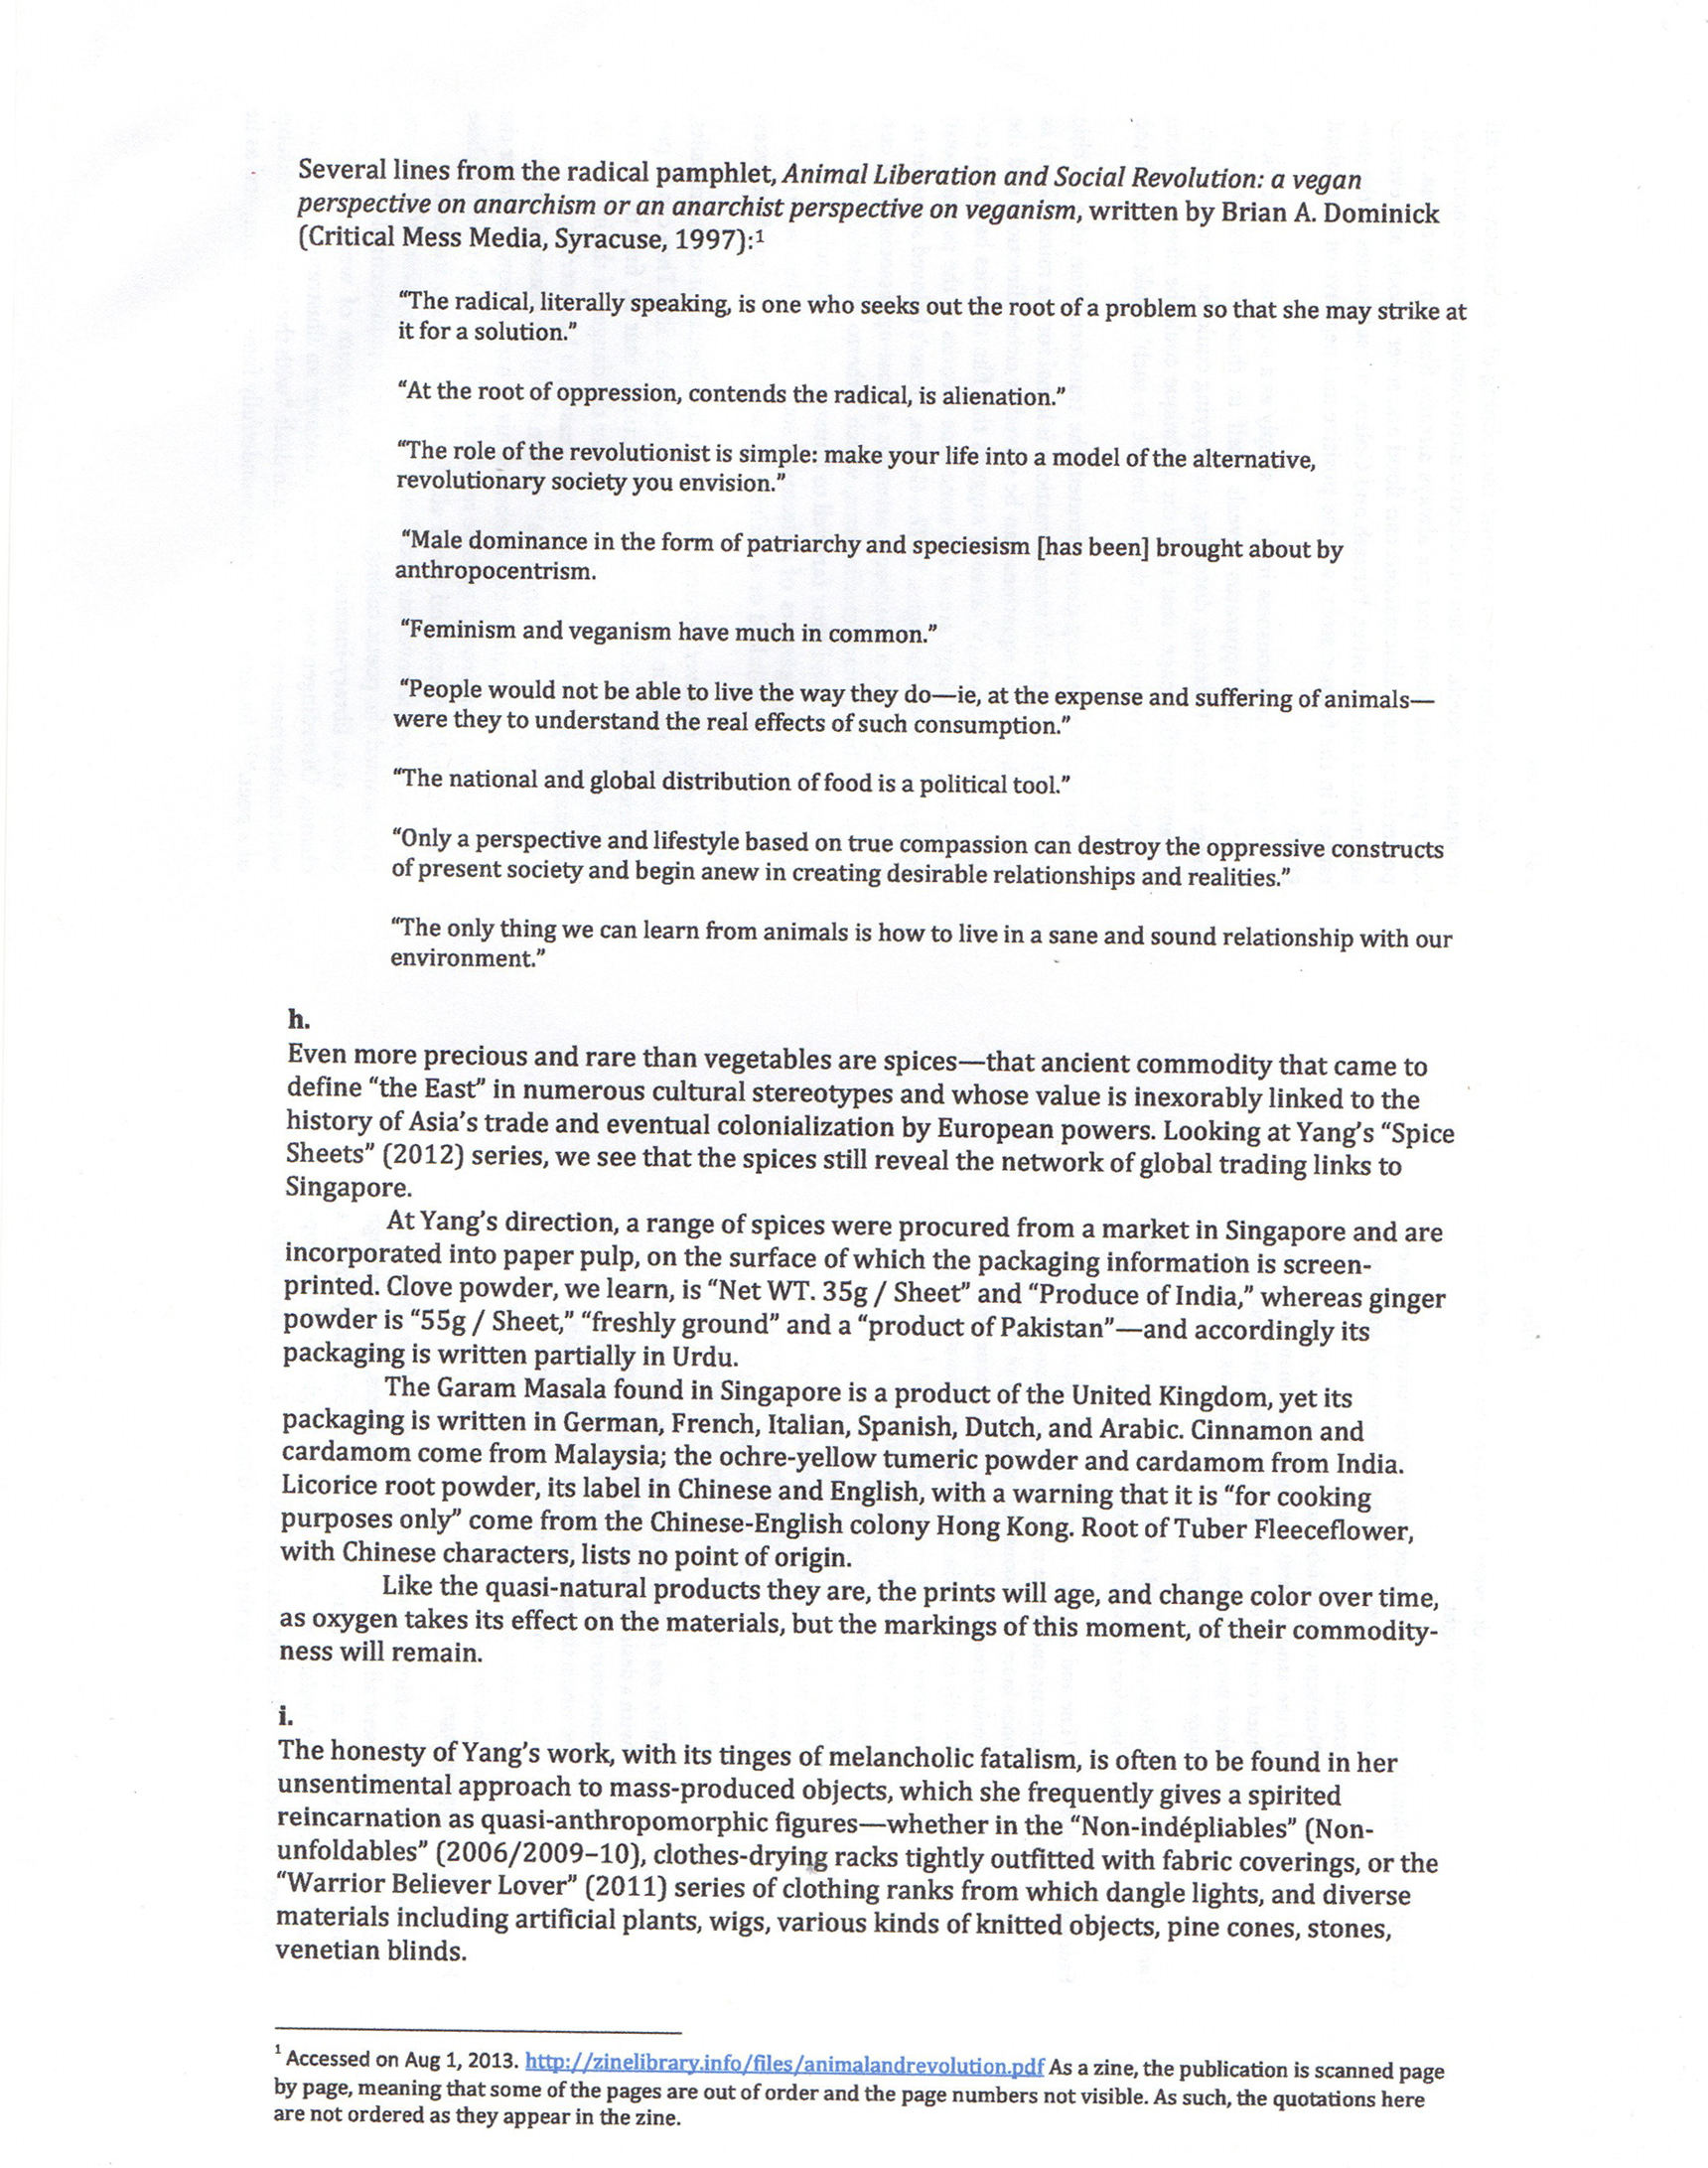 Several lines from the radical pamphlet, Animal Liberation and Social Revolution: a vegan
perspective on anarchism or an anarchist perspective on veganism, written by Brian A. Dominick
(Critical Mess Media, Syracuse, 1997):1
“The radical, literally speaking, is one who seeks out the root of a problem so that she may strike at
it for a solution.”
“At the root of oppression, contends the radical, is alienation.”
“The role of the revolutionist is simple: make your life into a model of the alternative,
revolutionary society you envision.”
“Male dominance in the form of patriarchy and speciesism [has been] brought about by
anthropocentrism.
“Feminism and veganism have much in common.”
“People would not be able to live the way they do—ie, at the expense and suffering of animals—
were they to understand the real effects of such consumption.”
“The national and global distribution of food is a political tool.”
“Only a perspective and lifestyle based on true compassion can destroy the oppressive constructs
of present society and begin anew in creating desirable relationships and realities.”
“The only thing we can learn from animals is how to live in a sane and sound relationship with our
environment.”
h.
Even more precious and rare than vegetables are spices—that ancient commodity that came to
define “the East” in numerous cultural stereotypes and whose value is inexorably linked to the
history of Asia’s trade and eventual colonialization by European powers. Looking at Yang’s “Spice
Sheets” (2012) series, we see that the spices still reveal the network of global trading links to
Singapore.
At Yang’s direction, a range of spices were procured from a market in Singapore and are
incorporated into paper pulp, on the surface of which the packaging information is screen-
printed. Clove powder, we learn, is “Net WT. 35g / Sheet” and “Produce of India,” whereas ginger
powder is “55g / Sheet,” “freshly ground” and a “product of Pakistan”—and accordingly its
packaging is written partially in Urdu.
The Garam Masala found in Singapore is a product of the United Kingdom, yet its
packaging is written in German, French, Italian, Spanish, Dutch, and Arabic. Cinnamon and
cardamom come from Malaysia; the ochre-yellow tumeric powder and cardamom from India.
Licorice root powder, its label in Chinese and English, with a warning that it is “for cooking
purposes only” come from the Chinese-English colony Hong Kong. Root of Tuber Fleeceflower,
with Chinese characters, lists no point of origin.
Like the quasi-natural products they are, the prints will age, and change color over time,
as oxygen takes its effect on the materials, but the markings of this moment, of their commodity-
ness will remain.
i.
The honesty of Yang’s work, with its tinges of melancholic fatalism, is often to be found in her
unsentimental approach to mass-produced objects, which she frequently gives a spirited
reincarnation as quasi-anthropomorphic figures—whether in the “Non-indépliables” (Non-
unfoldables” (2006/2009–10), clothes-drying racks tightly outfitted with fabric coverings, or the
“Warrior Believer Lover” (2011) series of clothing ranks from which dangle lights, and diverse
materials including artificial plants, wigs, various kinds of knitted objects, pine cones, stones,
venetian blinds.
1 Accessed on Aug 1, 2013. http://zinelibrary.info/files/animalandrevolution.pdf As a zine, the publication is scanned page
by page, meaning that some of the pages are out of order and the page numbers not visible. As such, the quotations here
are not ordered as they appear in the zine.